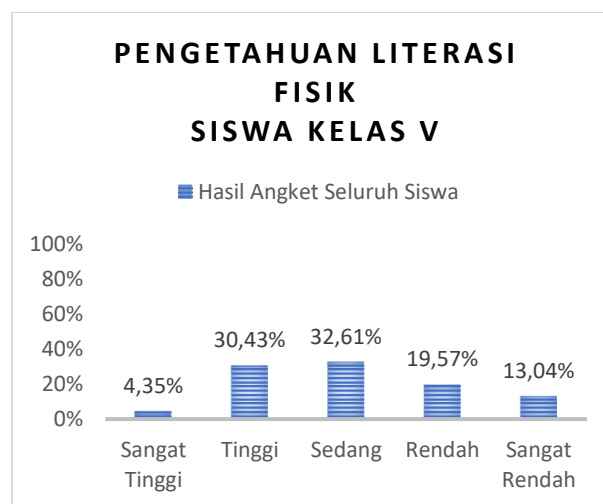 PENGETAHUAN LITERASI
FISIK
SISWA KELAS V
Hasil Angket Seluruh Siswa
100%
80%
60%
40%
20%
0%
4,35%
30,43%
32,61%
19,57%
13,04%
Sangat Tinggi
Tinggi
Sedang
Rendah
Sangat Rendah